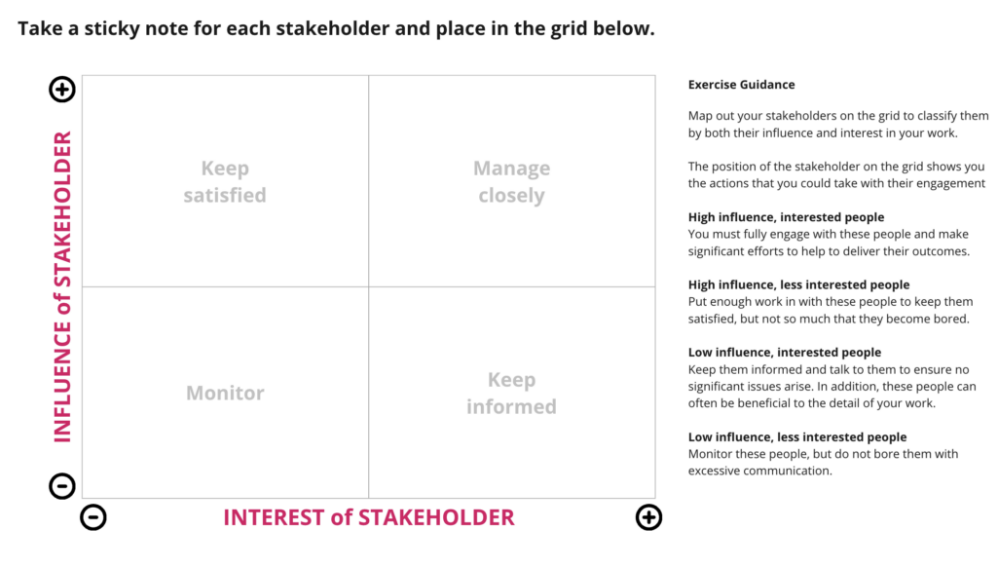 Take a sticky note for each stakeholder and place in the grid below.
INFLUENCE of STAKEHOLDER
Keep
satisfied
Manage
closely
Monitor
Keep
informed
INTEREST of STAKEHOLDER
Exercise Guidance
Map out your stakeholders on the grid to classify them
by both their influence and interest in your work.
The position of the stakeholder on the grid shows you
the actions that you could take with their engagement
High influence, interested people
You must fully engage with these people and make
significant efforts to help to deliver their outcomes.
High influence, less interested people
Put enough work in with these people to keep them
satisfied, but not so much that they become bored.
Low influence, interested people
Keep them informed and talk to them to ensure no
significant issues arise. In addition, these people can
often be beneficial to the detail of your work.
Low influence, less interested people
Monitor these people, but do not bore them with
excessive communication.